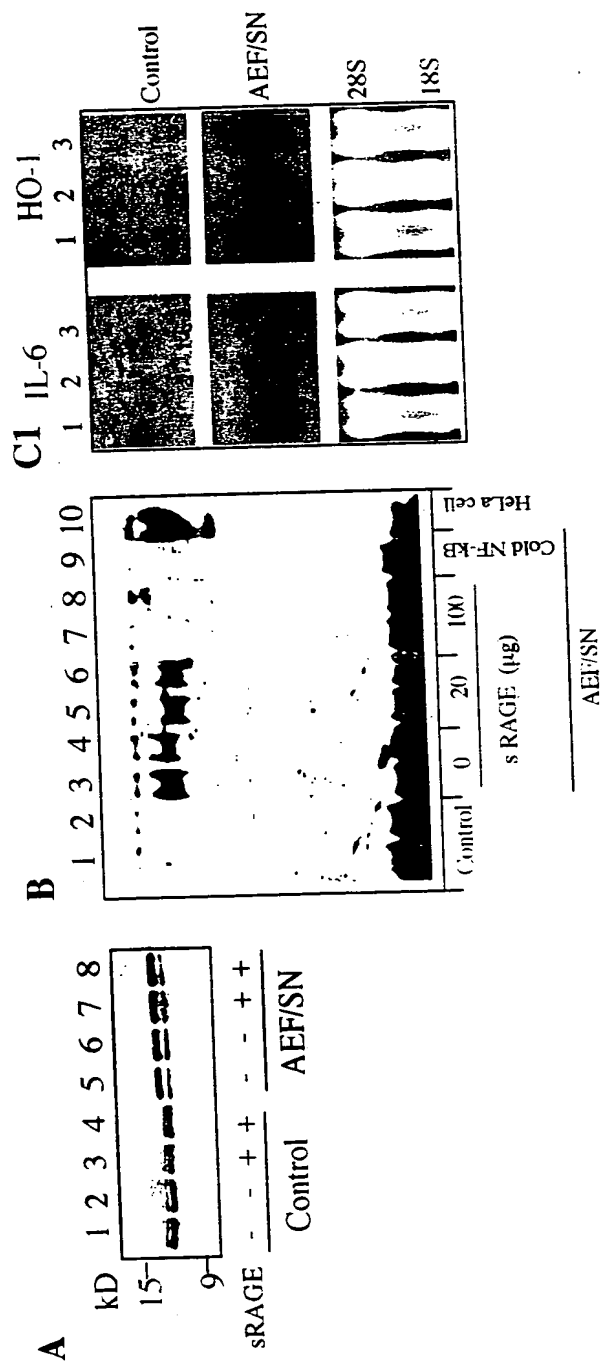 A
1 2 3 4 5 6 7 8
kD
15
9
sRAGE - - + + - - + +
Control AEF/SN
B
1 2 3 4 5 6 7 8 9 10
Control 0 20 100 Cold NF-kB HeLa cell
sRAGE (µg)
AEF/SN
C1
IL-6 HO-1
1 2 3 1 2 3
Control
AEF/SN
28S
18S